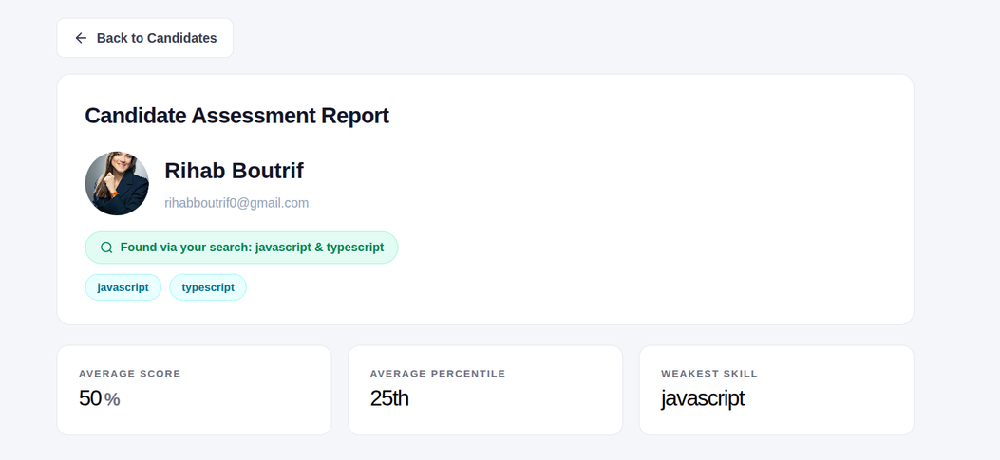 Back to Candidates
Candidate Assessment Report
Rihab Boutrif
rihabboutrif0@gmail.com
Found via your search: javascript & typescript
javascript typescript
AVERAGE SCORE AVERAGE PERCENTILE WEAKEST SKILL
50 % 25th javascript